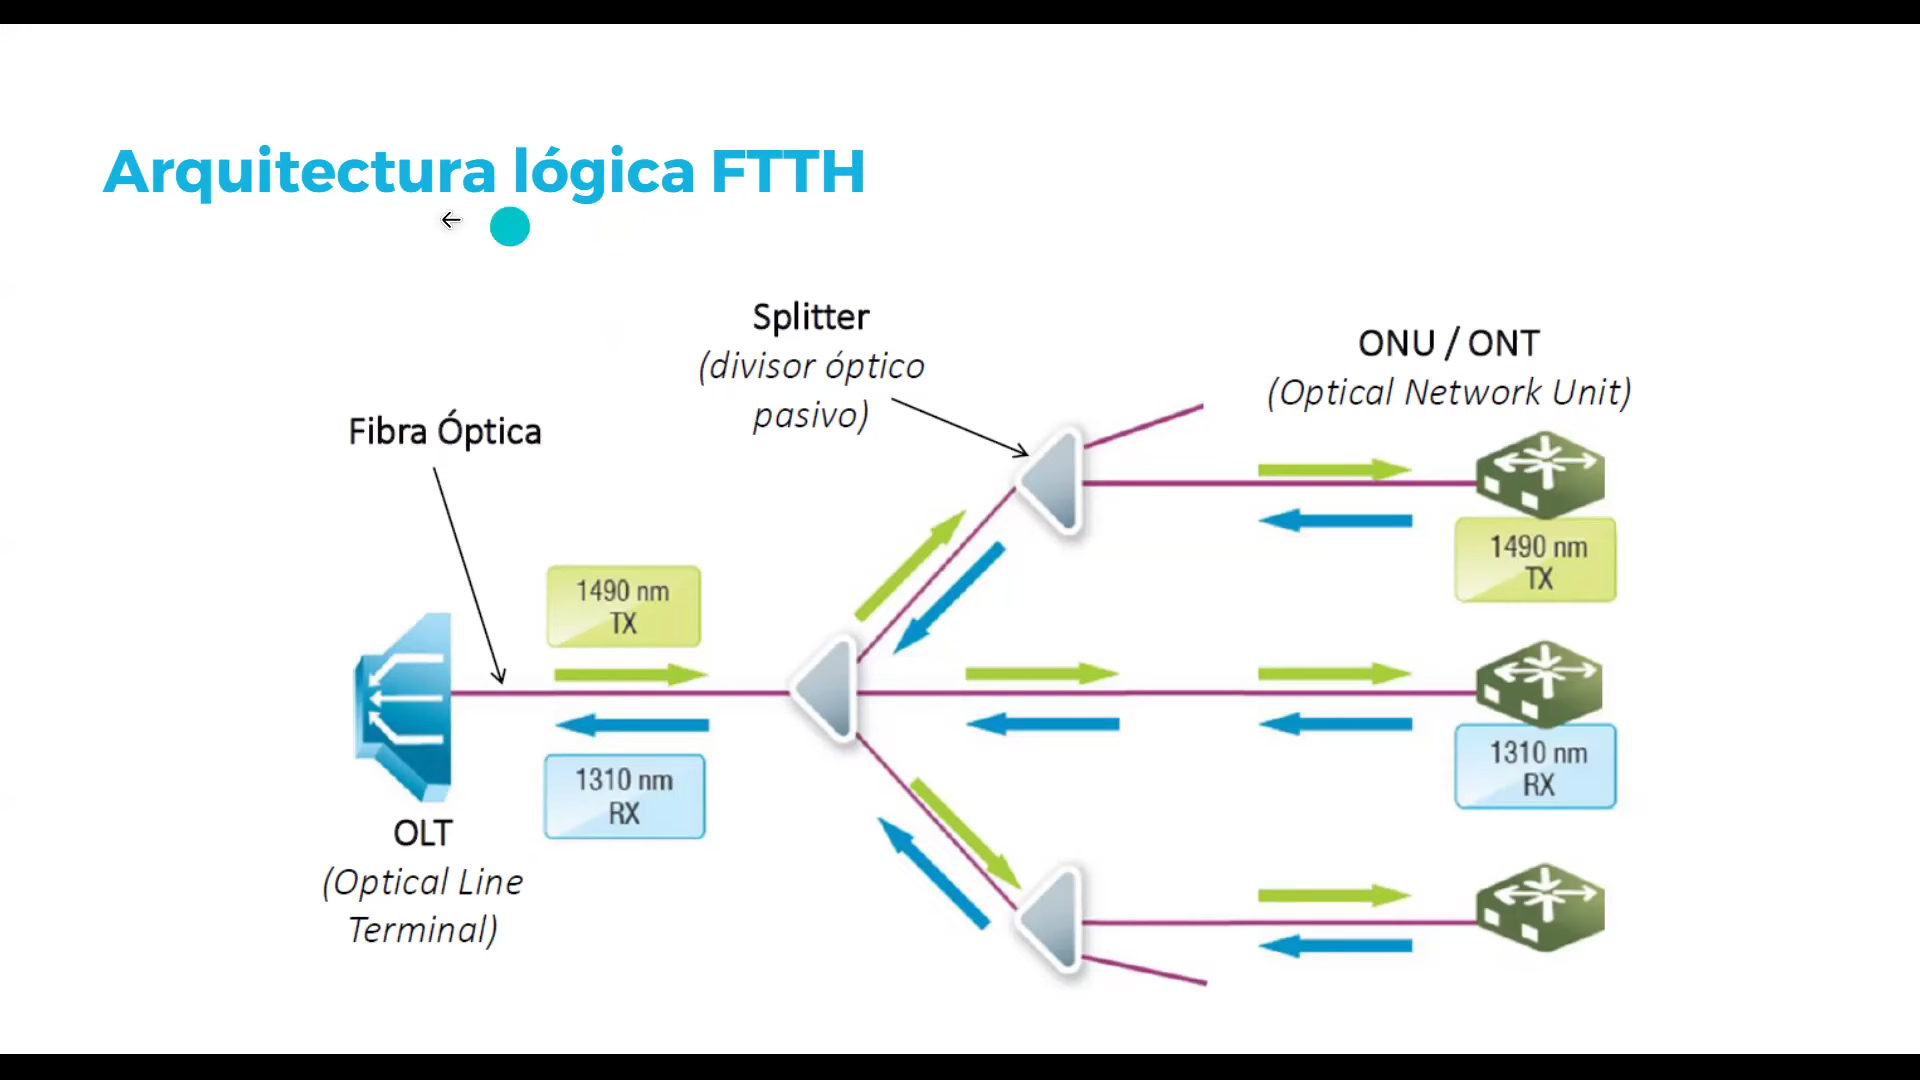 Arquitectura lógica FTTH
Splitter
(divisor óptico
pasivo)
ONU / ONT
(Optical Network Unit)
Fibra Óptica
1490 nm
TX
1490 nm
TX
1310 nm
RX
1310 nm
RX
OLT
(Optical Line
Terminal)